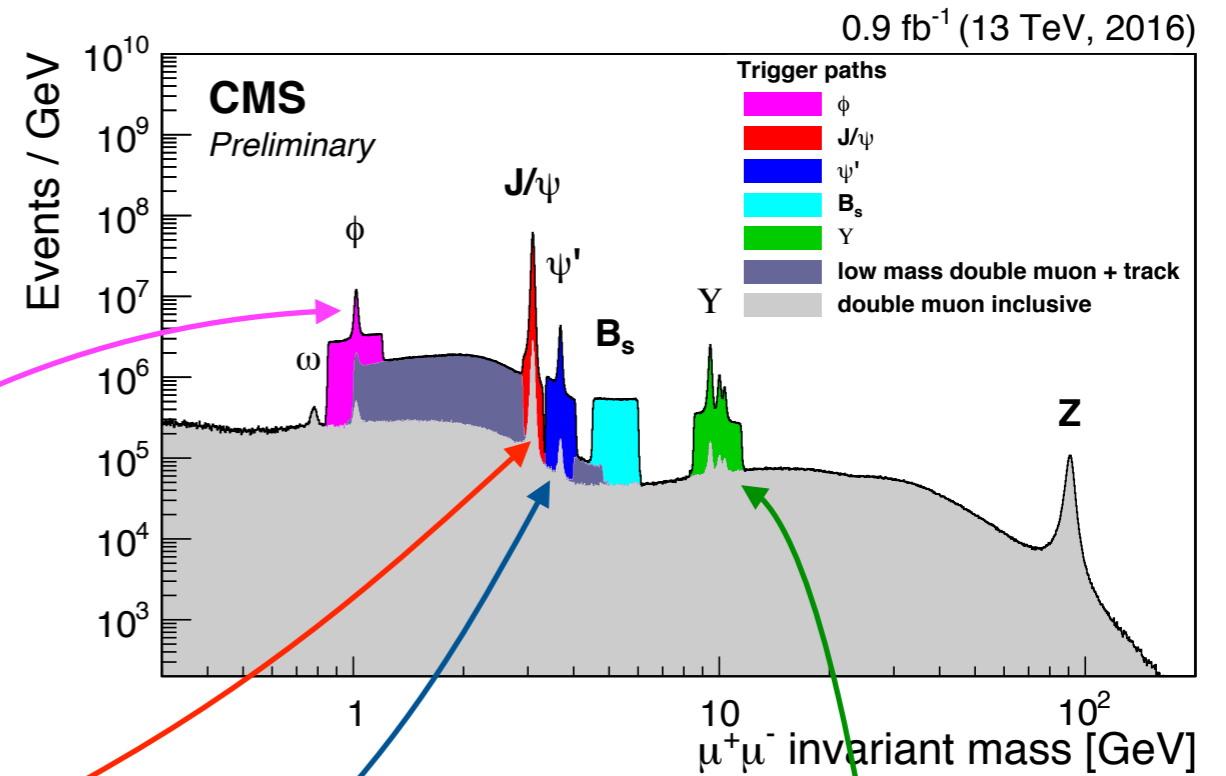 0.9 fb⁻¹ (13 TeV, 2016)
Events / GeV
10¹⁰
10⁹
10⁸
10⁷
10⁶
10⁵
10⁴
10³
CMS
Preliminary
Trigger paths
ϕ
J/ψ
ψ'
Bₛ
Υ
low mass double muon + track
double muon inclusive
ω
ϕ
J/ψ
ψ'
Bₛ
Υ
Z
1
10
10²
μ⁺μ⁻ invariant mass [GeV]